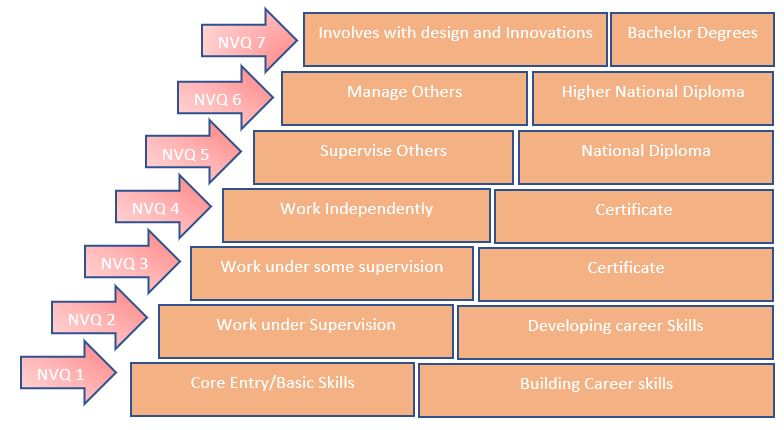 NVQ 7
Involves with design and Innovations
Bachelor Degrees
NVQ 6
Manage Others
Higher National Diploma
NVQ 5
Supervise Others
National Diploma
NVQ 4
Work Independently
Certificate
NVQ 3
Work under some supervision
Certificate
NVQ 2
Work under Supervision
Developing career Skills
NVQ 1
Core Entry/Basic Skills
Building Career skills